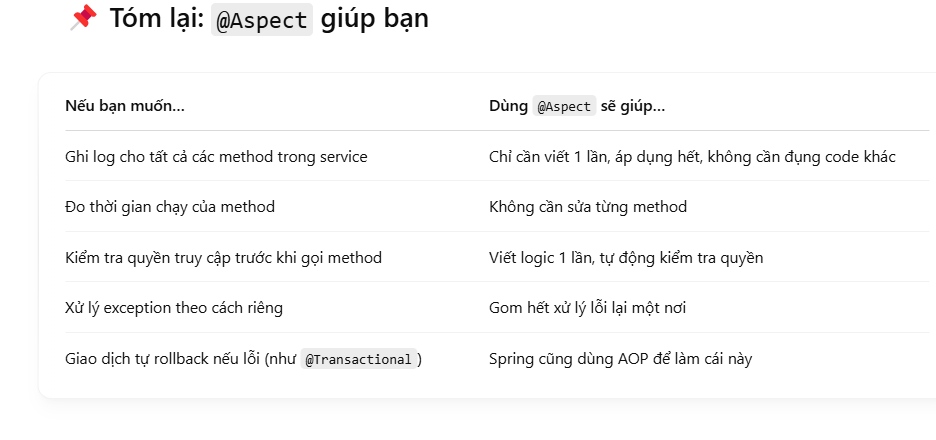 📌 Tóm lại: @Aspect giúp bạn
Nếu bạn muốn... Dùng @Aspect sẽ giúp...
Ghi log cho tất cả các method trong service Chỉ cần viết 1 lần, áp dụng hết, không cần đụng code khác
Đo thời gian chạy của method Không cần sửa từng method
Kiểm tra quyền truy cập trước khi gọi method Viết logic 1 lần, tự động kiểm tra quyền
Xử lý exception theo cách riêng Gom hết xử lý lỗi lại một nơi
Giao dịch tự rollback nếu lỗi (như @Transactional) Spring cũng dùng AOP để làm cái này